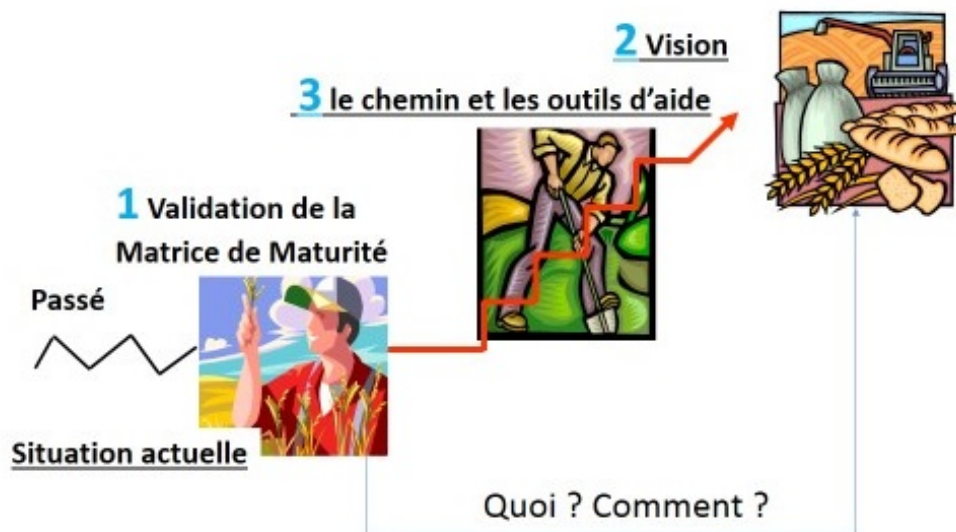 2 Vision
3 le chemin et les outils d'aide
1 Validation de la
Matrice de Maturité
Passé
Situation actuelle
Quoi ? Comment ?